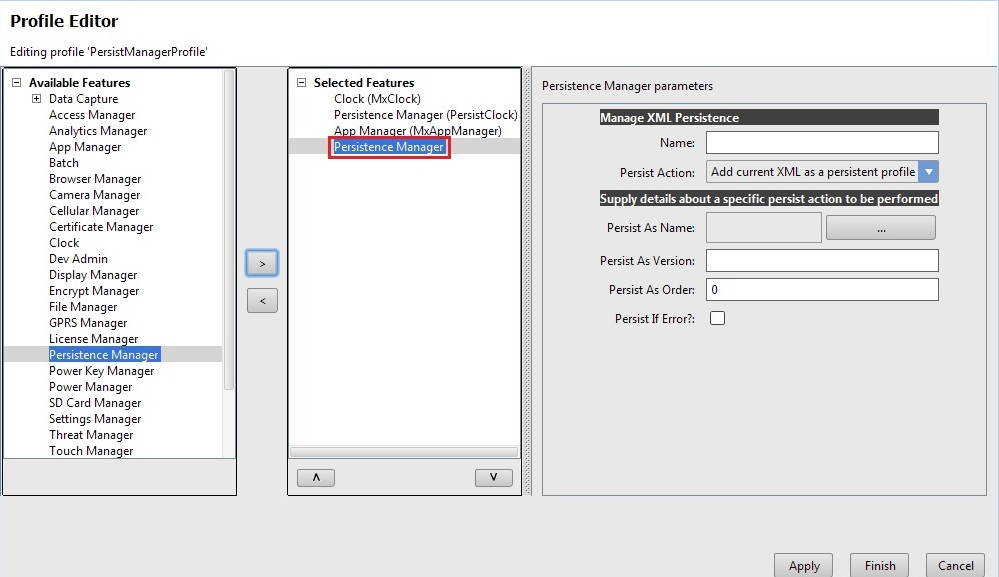 Profile Editor
Editing profile 'PersistManagerProfile'
Available Features
Data Capture
Access Manager
Analytics Manager
App Manager
Batch
Browser Manager
Camera Manager
Cellular Manager
Certificate Manager
Clock
Dev Admin
Display Manager
Encrypt Manager
File Manager
GPRS Manager
License Manager
Persistence Manager
Power Key Manager
Power Manager
SD Card Manager
Settings Manager
Threat Manager
Touch Manager
>
<
Selected Features
Clock (MxClock)
Persistence Manager (PersistClock)
App Manager (MxAppManager)
Persistence Manager
Λ
V
Persistence Manager parameters
Manage XML Persistence
Name:
Persist Action: Add current XML as a persistent profile
Supply details about a specific persist action to be performed
Persist As Name: ...
Persist As Version:
Persist As Order: 0
Persist If Error?:
Apply Finish Cancel